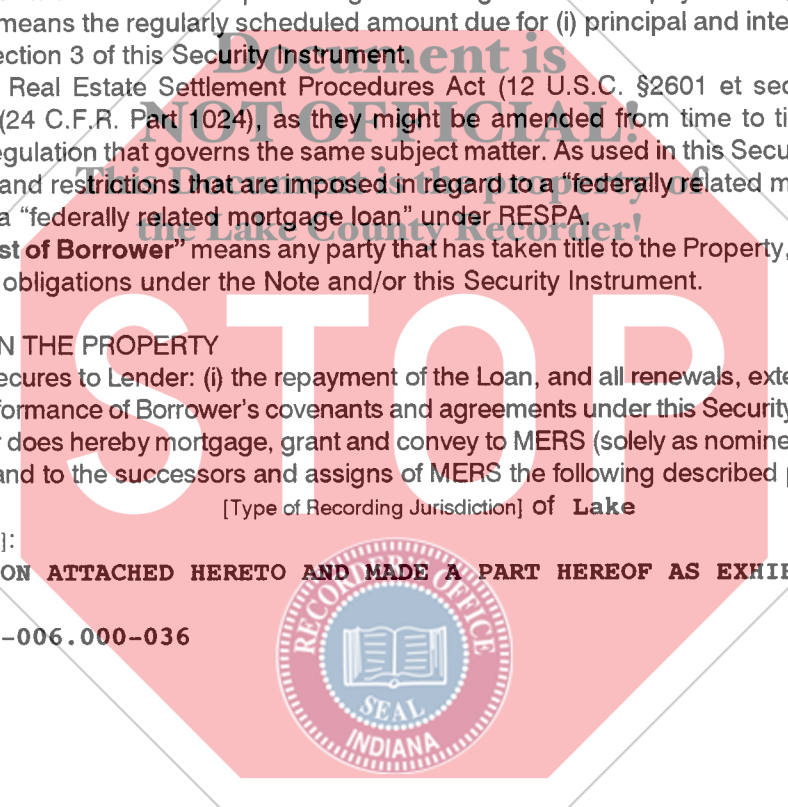 means the regularly scheduled amount due for (i) principal and inte
ection 3 of this Security Instrument.
Document is
Real Estate Settlement Procedures Act (12 U.S.C. §2601 et sec
(24 C.F.R. Part 1024), as they might be amended from time to ti
NOT OFFICIAL!
egulation that governs the same subject matter. As used in this Secu
and restrictions that are imposed in regard to a “federally related m
This Document is the property of
a “federally related mortgage loan” under RESPA.
the Lake County Recorder!
st of Borrower” means any party that has taken title to the Property,
obligations under the Note and/or this Security Instrument.
STOP
N THE PROPERTY
ecures to Lender: (i) the repayment of the Loan, and all renewals, exte
formance of Borrower’s covenants and agreements under this Security
r does hereby mortgage, grant and convey to MERS (solely as nomine
and to the successors and assigns of MERS the following described p
[Type of Recording Jurisdiction] of Lake
]:
ON ATTACHED HERETO AND MADE A PART HEREOF AS EXHIE
-006.000-036
RECORDER'S OFFICE
SEAL
INDIANA